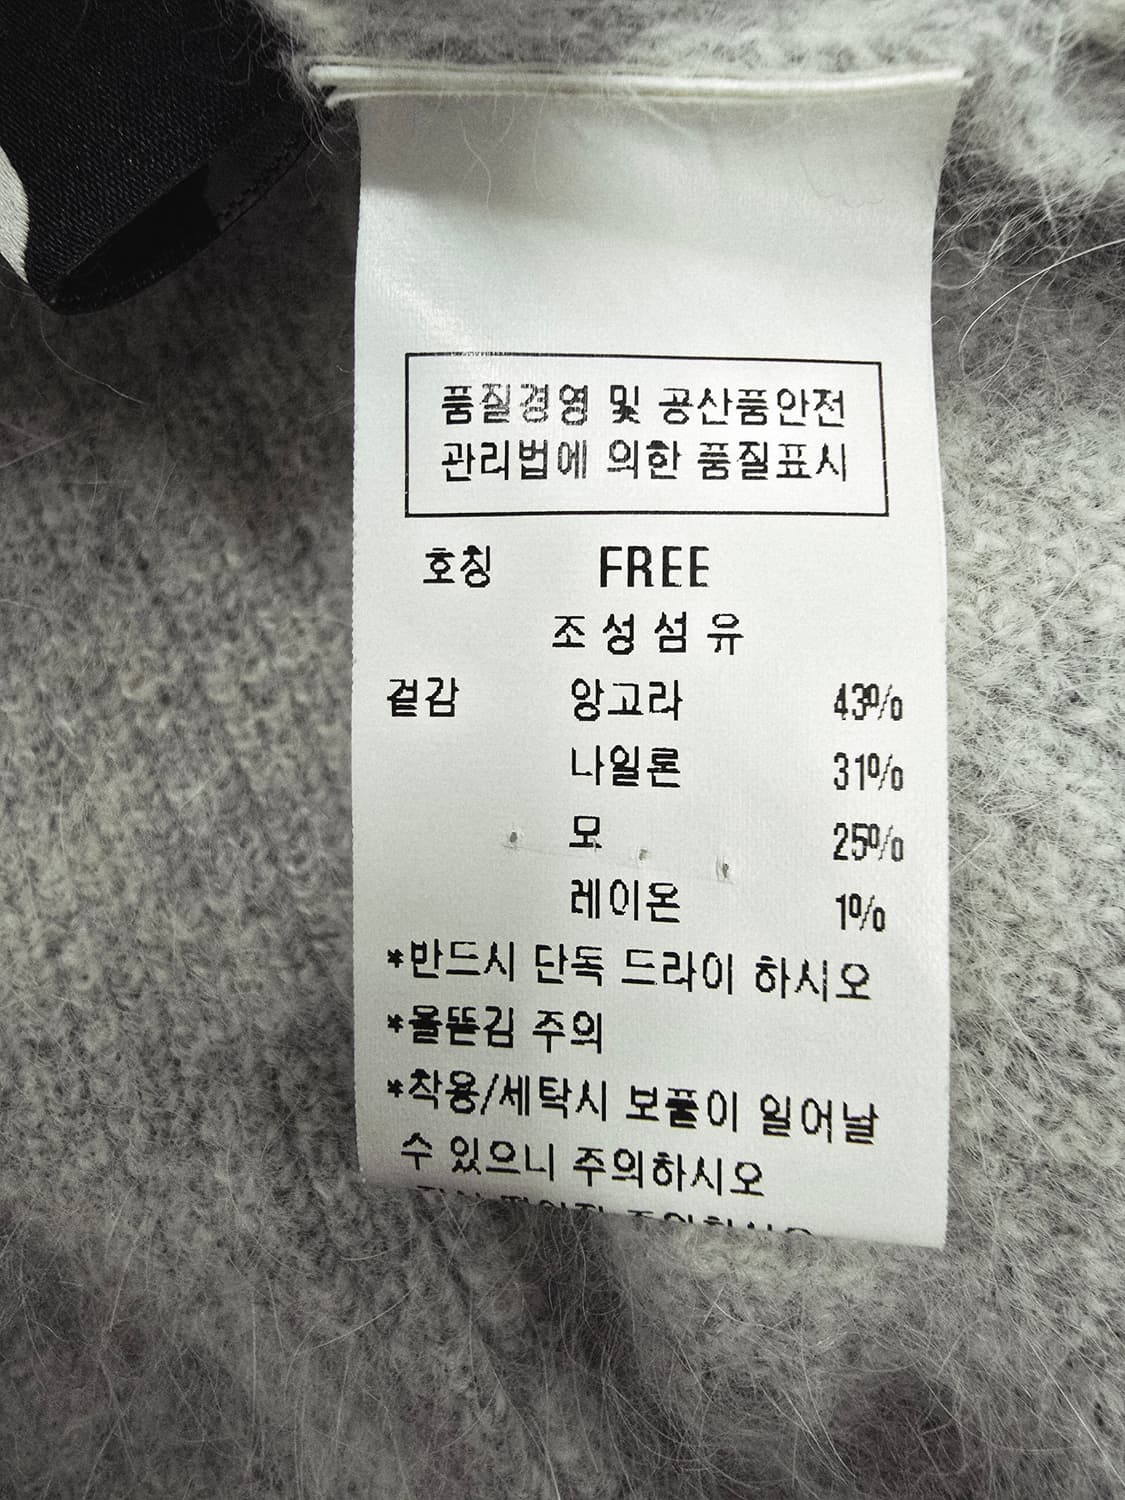 품질경영 및 공산품안전
관리법에 의한 품질표시
호칭 FREE
조성섬유
겉감 앙고라 43%
나일론 31%
모 25%
레이온 1%
*반드시 단독 드라이 하시오
*올뜯김 주의
*착용/세탁시 보풀이 일어날
수 있으니 주의하시오